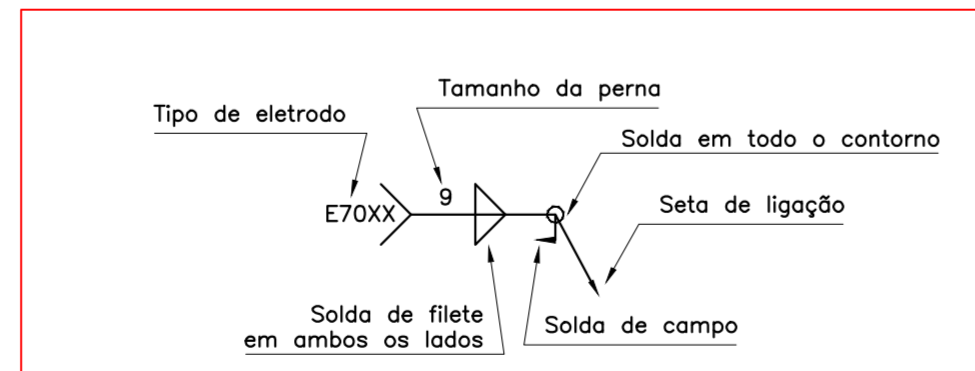 Tamanho da perna
Tipo de eletrodo
Solda em todo o contorno
9
E70XX
Seta de ligação
Solda de filete
em ambos os lados
Solda de campo